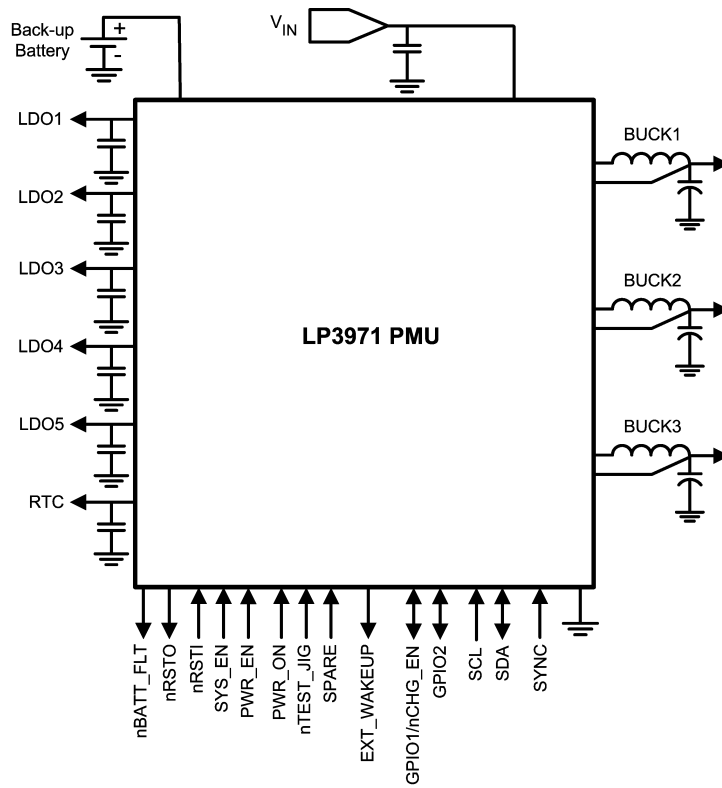 Back-up
Battery
+
-
VIN
LDO1
LDO2
LDO3
LDO4
LDO5
RTC
LP3971 PMU
BUCK1
BUCK2
BUCK3
nBATT_FLT
nRSTO
nRSTI
SYS_EN
PWR_EN
PWR_ON
nTEST_JIG
SPARE
EXT_WAKEUP
GPIO1/nCHG_EN
GPIO2
SCL
SDA
SYNC